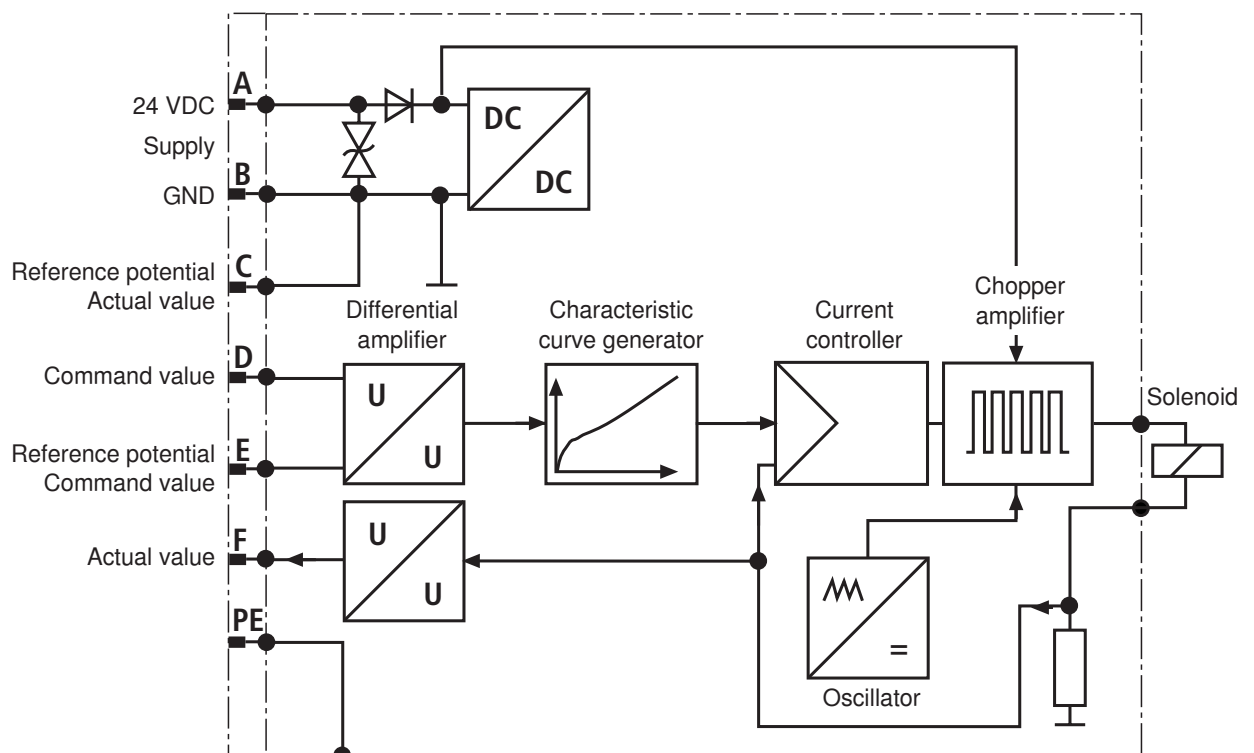 A
24 VDC
Supply
B
GND
DC
DC
C
Reference potential
Actual value
Differential
amplifier
Characteristic
curve generator
Current
controller
Chopper
amplifier
D
Command value
U
U
Solenoid
E
Reference potential
Command value
F
Actual value
U
U
=
Oscillator
PE